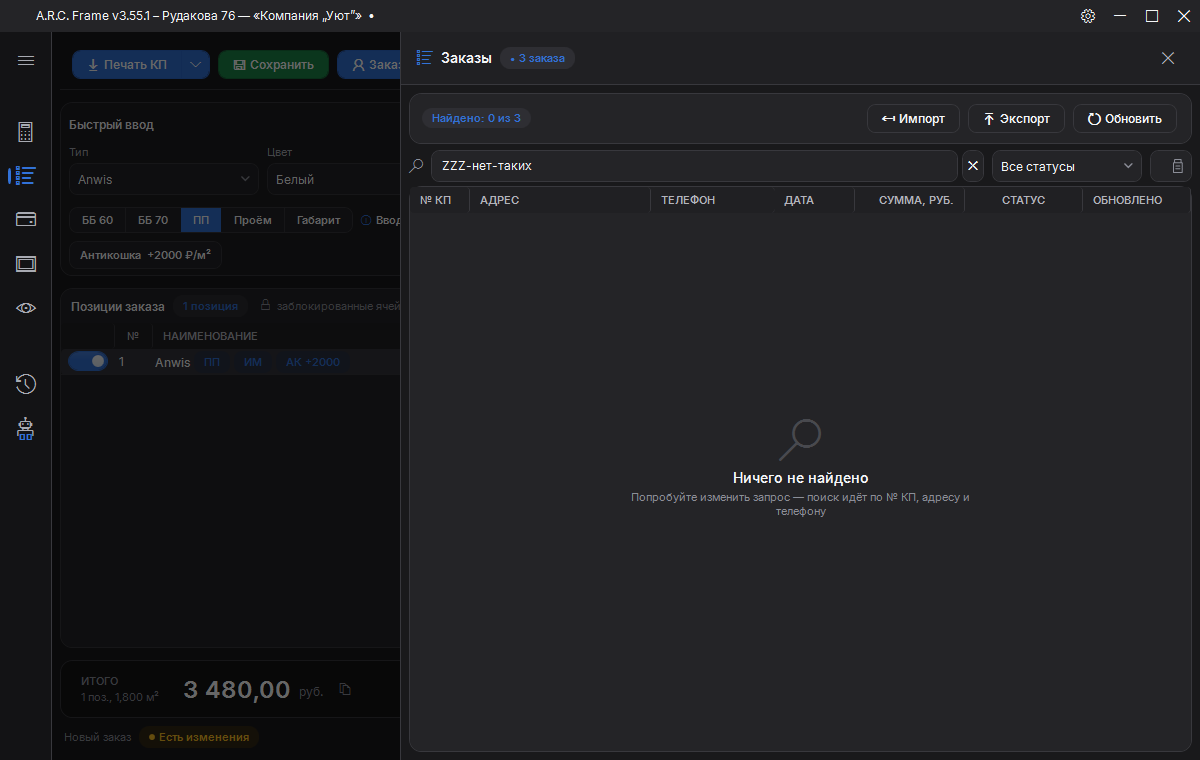 A.R.C. Frame v3.55.1 – Рудакова 76 — «Компания „Уют”» •
Печать КП
Сохранить
Зака
Заказы
• 3 заказа
Быстрый ввод
Тип
Цвет
Anwis
Белый
ББ 60
ББ 70
ПП
Проём
Габарит
Ввод
Антикошка +2000 ₽/м²
Позиции заказа
1 позиция
заблокированные ячей
№
НАИМЕНОВАНИЕ
1
Anwis
ПП
ИМ
АК +2000
ИТОГО
1 поз., 1,800 м²
3 480,00 руб.
Новый заказ
• Есть изменения
Найдено: 0 из 3
Импорт
Экспорт
Обновить
ZZZ-нет-таких
Все статусы
№ КП
АДРЕС
ТЕЛЕФОН
ДАТА
СУММА, РУБ.
СТАТУС
ОБНОВЛЕНО
Ничего не найдено
Попробуйте изменить запрос — поиск идёт по № КП, адресу и
телефону